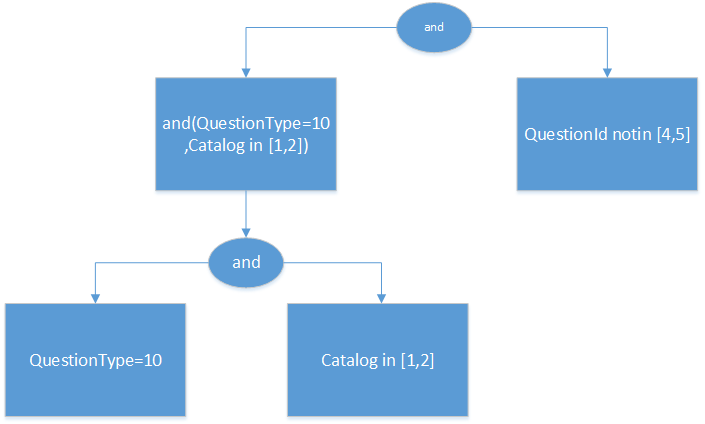 and
and(QuestionType=10
,Catalog in [1,2])
QuestionId notin [4,5]
and
QuestionType=10
Catalog in [1,2]